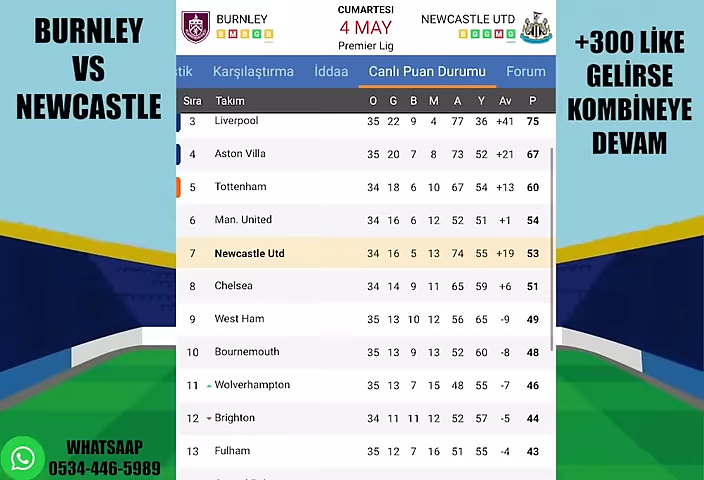 BURNLEY
VS
NEWCASTLE
BURNLEY
B M B G B
CUMARTESI
4 MAY
Premier Lig
NEWCASTLE UTD
B G G M G
+300 LİKE
GELİRSE
KOMBİNEYE
DEVAM
stik Karşılaştırma İddaa Canlı Puan Durumu Forum
Sıra Takım O G B M A Y Av P
3 Liverpool 35 22 9 4 77 36 +41 75
4 Aston Villa 35 20 7 8 73 52 +21 67
5 Tottenham 34 18 6 10 67 54 +13 60
6 Man. United 34 16 6 12 52 51 +1 54
7 Newcastle Utd 34 16 5 13 74 55 +19 53
8 Chelsea 34 14 9 11 65 59 +6 51
9 West Ham 35 13 10 12 56 65 -9 49
10 Bournemouth 35 13 9 13 52 60 -8 48
11 Wolverhampton 35 13 7 15 48 55 -7 46
12 Brighton 34 11 11 12 52 57 -5 44
13 Fulham 35 12 7 16 51 55 -4 43
WHATSAAP
0534-446-5989